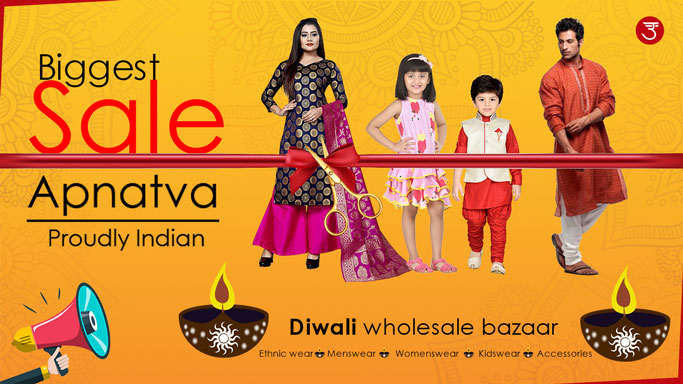 Biggest
Sale
Apnatva
Proudly Indian
Diwali wholesale bazaar
Ethnic wear Menswear Womenswear Kidswear Accessories